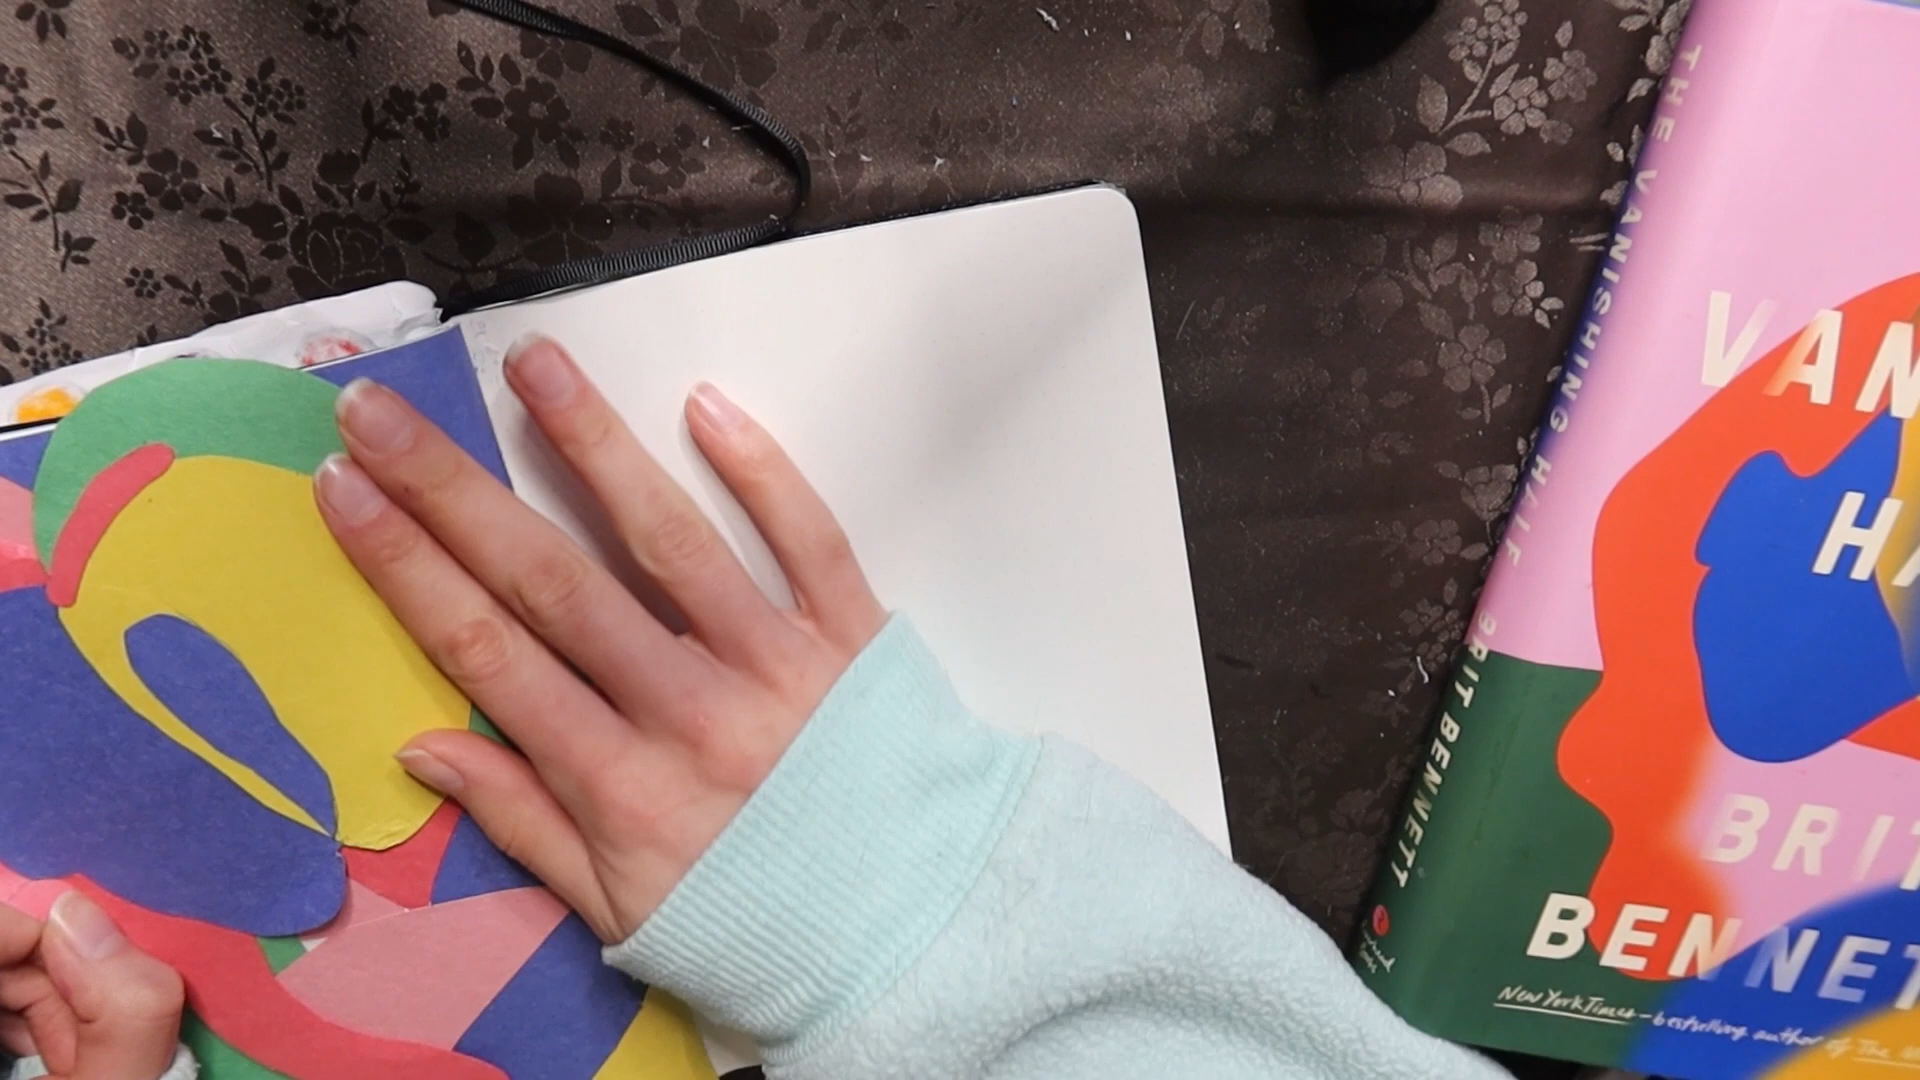 THE VANISHING HALF BRIT BENNETT
VAN
HA
BRIT
BENNET
New York Times-bestselling author of The